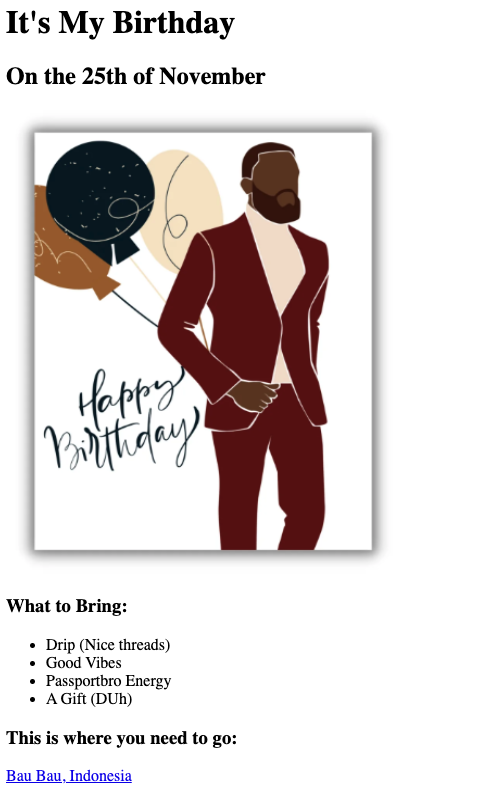 It's My Birthday
On the 25th of November
Happy
Birthday
What to Bring:
Drip (Nice threads)
Good Vibes
Passportbro Energy
A Gift (DUh)
This is where you need to go:
Bau Bau, Indonesia